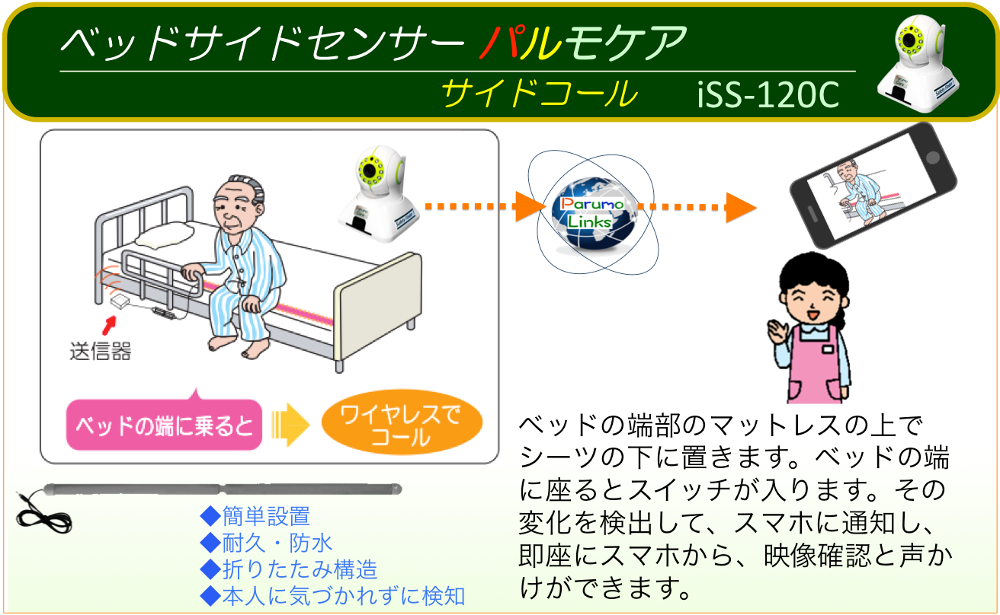 ベッドサイドセンサー パルモケア
サイドコール iSS-120C
Parumo
Care
Parumo
Links
送信器
ベッドの端に乗ると
ワイヤレスで
コール
ベッドの端部のマットレスの上で
シーツの下に置きます。ベッドの端
に座るとスイッチが入ります。その
変化を検出して、スマホに通知し、
即座にスマホから、映像確認と声か
けができます。
◆簡単設置
◆耐久・防水
◆折りたたみ構造
◆本人に気づかれずに検知